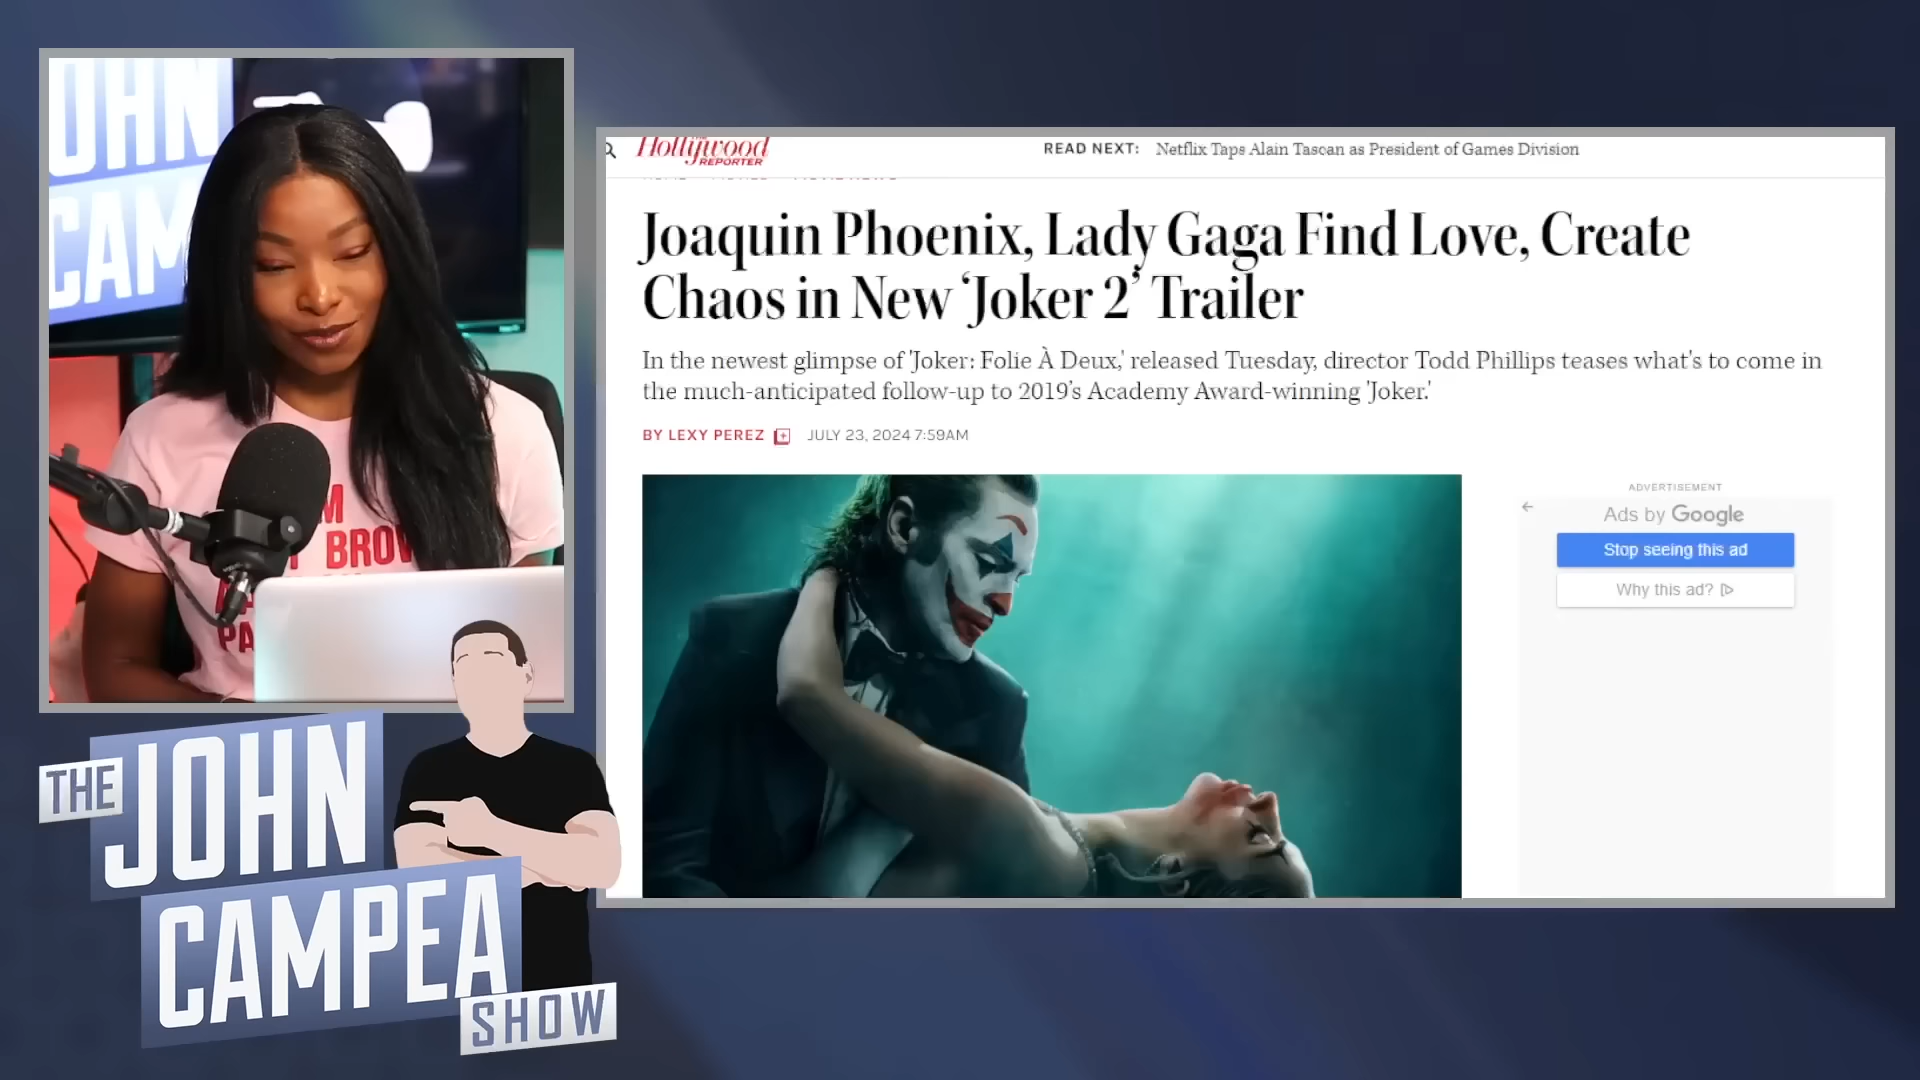 OHN
CAM
M
BROW
PA
THE
JOHN
CAMPEA
SHOW
Hollywood
REPORTER
READ NEXT: Netflix Taps Alain Tascan as President of Games Division
Joaquin Phoenix, Lady Gaga Find Love, Create
Chaos in New ‘Joker 2’ Trailer
In the newest glimpse of 'Joker: Folie À Deux,' released Tuesday, director Todd Phillips teases what's to come in
the much-anticipated follow-up to 2019’s Academy Award-winning 'Joker.'
BY LEXY PEREZ JULY 23, 2024 7:59AM
ADVERTISEMENT
Ads by Google
Stop seeing this ad
Why this ad?